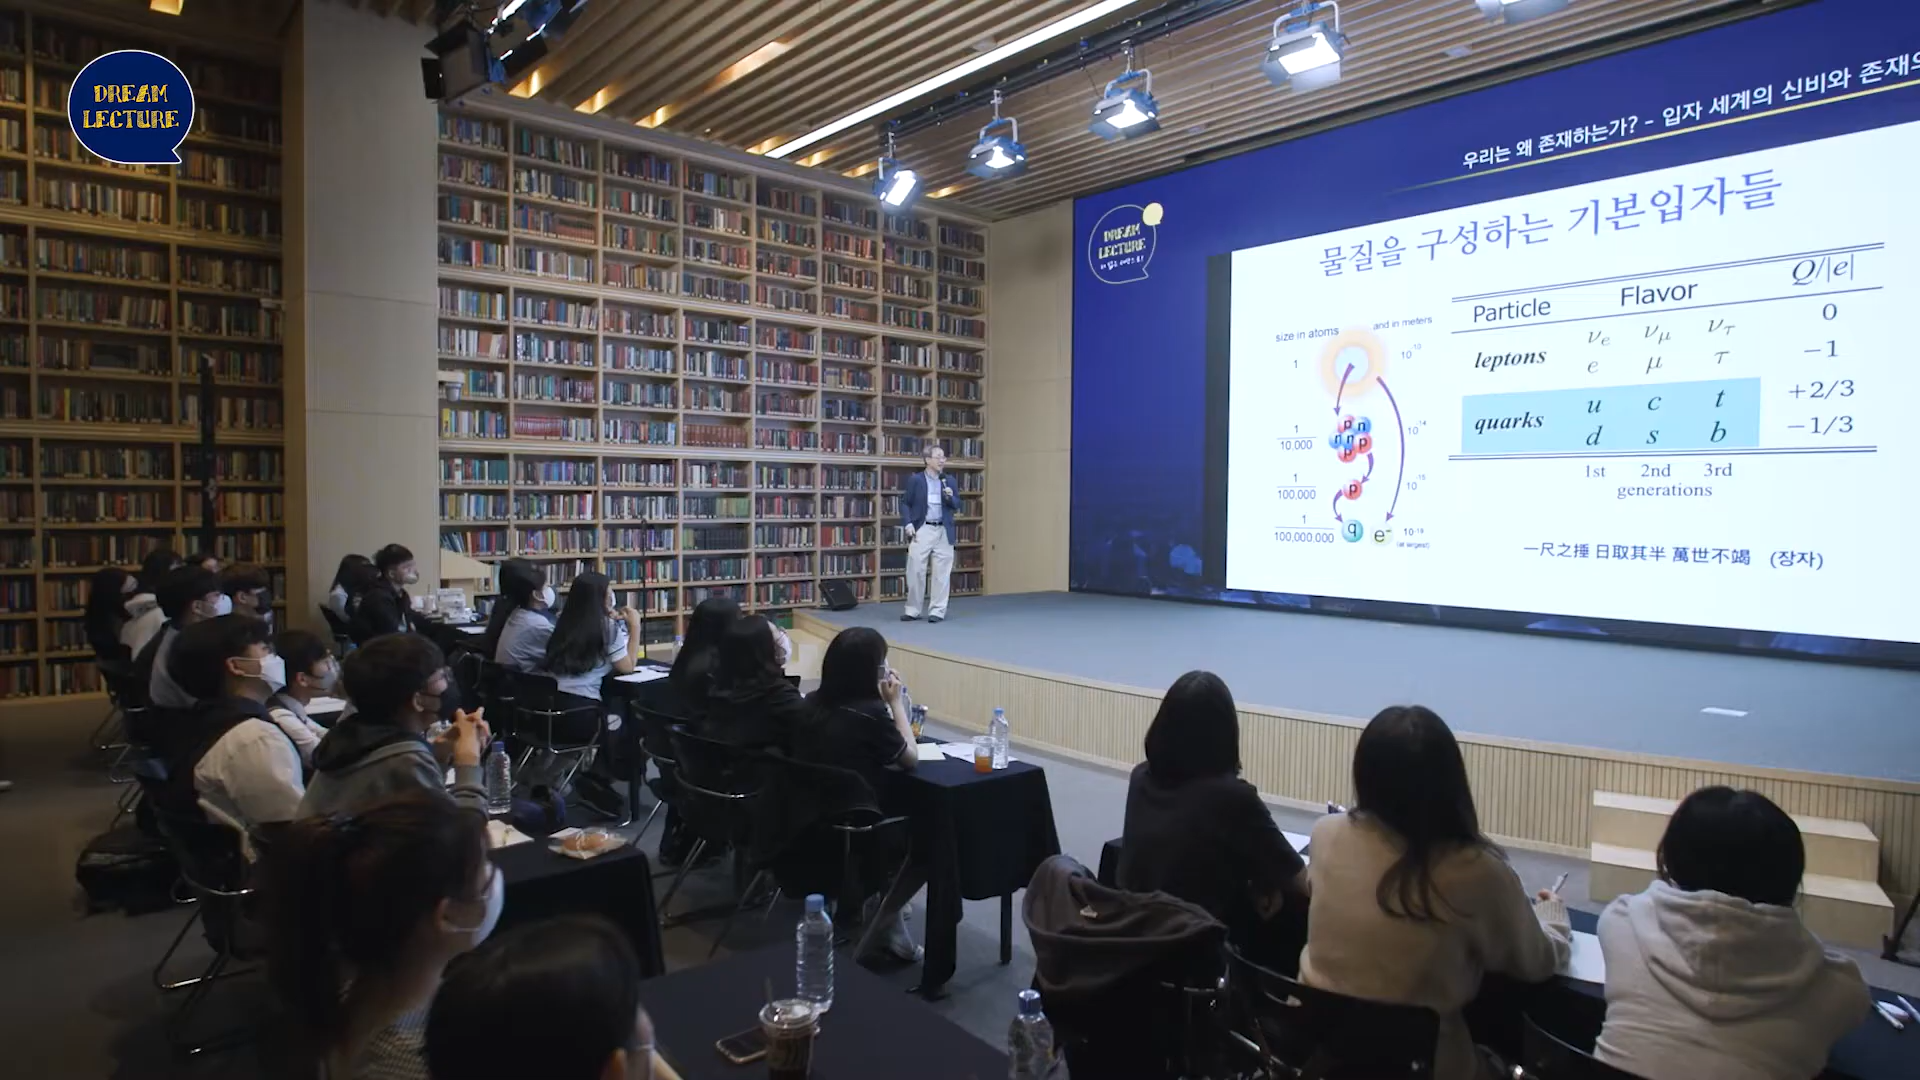 DREAM
LECTURE
우리는 왜 존재하는가? - 입자 세계의 신비와 존재의
DREAM
LECTURE
물질을 구성하는 기본입자들
size in atoms and in meters
1 10-10
1
10,000 10-14
1
100,000 10-15
1
100,000,000 10-18
(at largest)
p n
n n p
p
p
q e-
Particle Flavor Q/|e|
leptons νe νμ ντ 0
e μ τ −1
quarks u c t +2/3
d s b −1/3
1st 2nd 3rd
generations
一尺之捶 日取其半 萬世不竭 (장자)